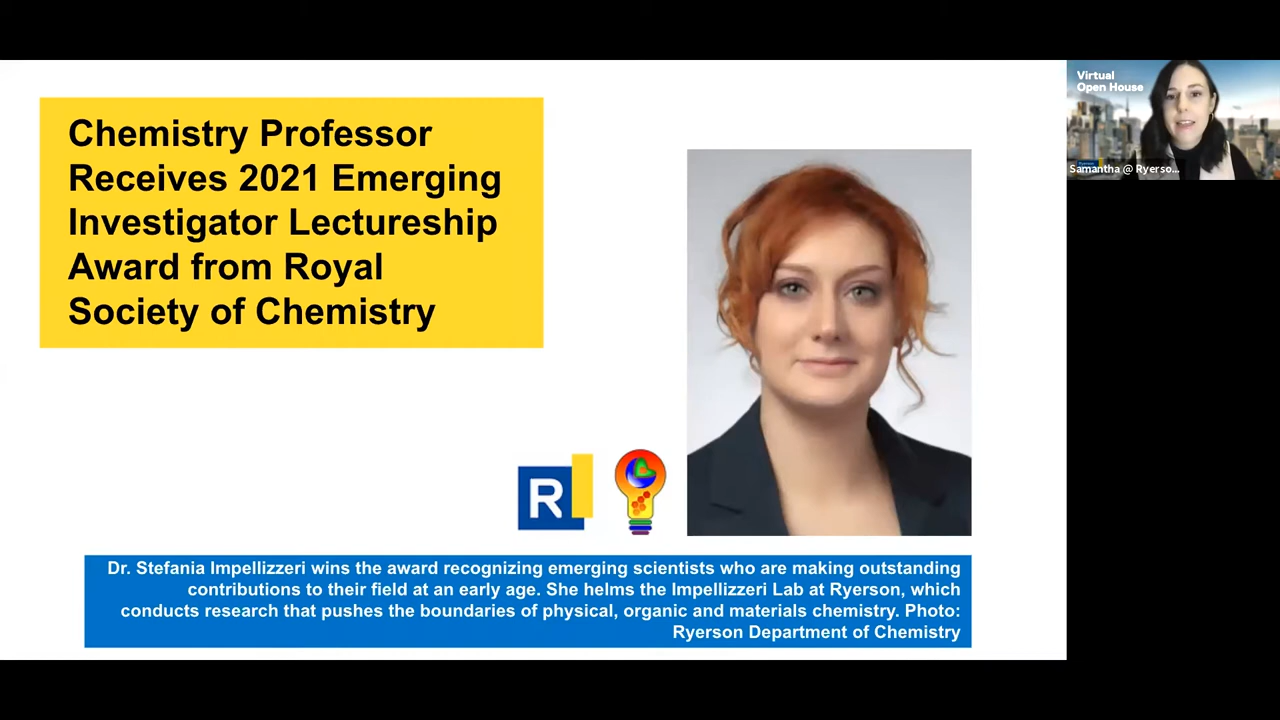 Chemistry Professor
Receives 2021 Emerging
Investigator Lectureship
Award from Royal
Society of Chemistry
R
Dr. Stefania Impellizzeri wins the award recognizing emerging scientists who are making outstanding
contributions to their field at an early age. She helms the Impellizzeri Lab at Ryerson, which
conducts research that pushes the boundaries of physical, organic and materials chemistry. Photo:
Ryerson Department of Chemistry
Virtual
Open House
Samantha @ Ryerso...